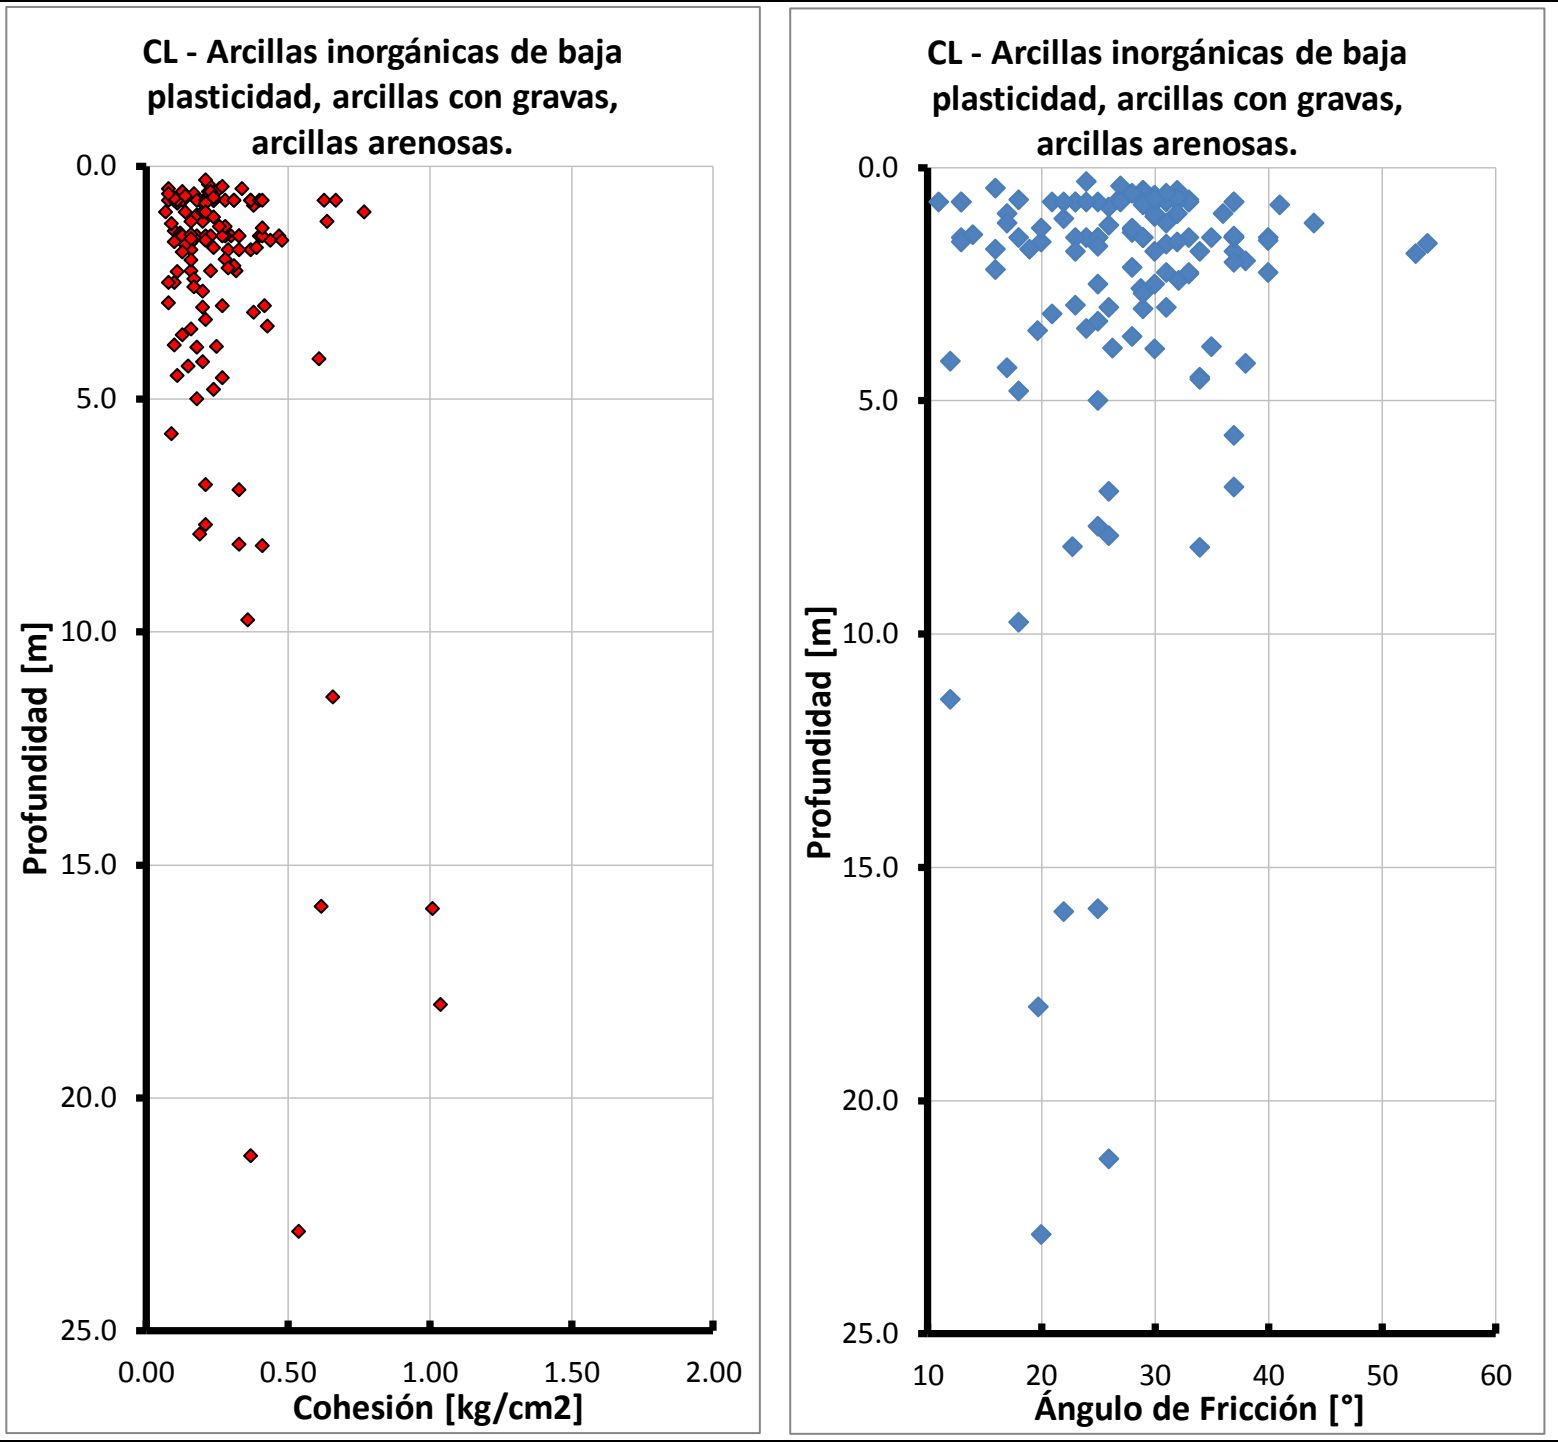 CL - Arcillas inorgánicas de baja
plasticidad, arcillas con gravas,
arcillas arenosas.
0.0
5.0
10.0
15.0
20.0
25.0
Profundidad [m]
0.00 0.50 1.00 1.50 2.00
Cohesión [kg/cm2]
CL - Arcillas inorgánicas de baja
plasticidad, arcillas con gravas,
arcillas arenosas.
0.0
5.0
10.0
15.0
20.0
25.0
Profundidad [m]
10 20 30 40 50 60
Ángulo de Fricción [°]